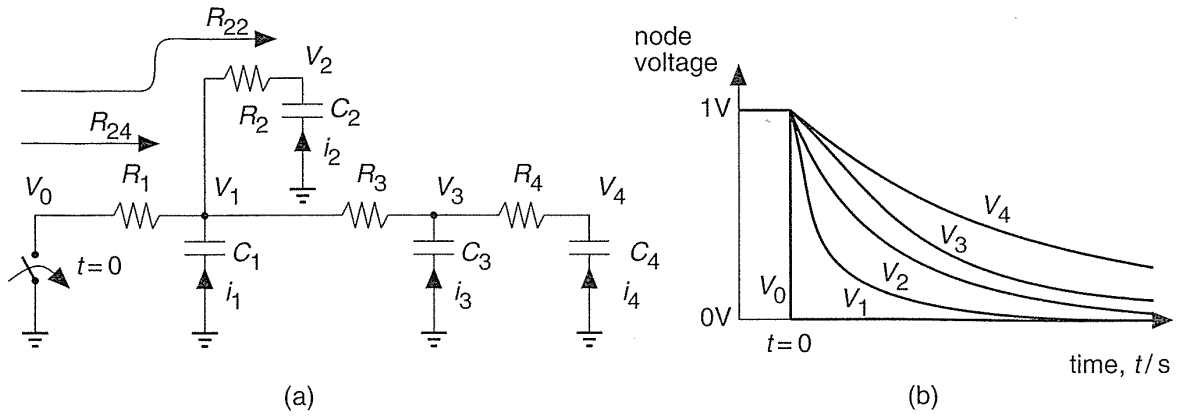 R22
V2
R2
C2
i2
R24
V0
R1
V1
R3
V3
R4
V4
t=0
C1
i1
C3
i3
C4
i4
(a)
node
voltage
1V
0V
V0
V1
V2
V3
V4
t=0
time, t/s
(b)